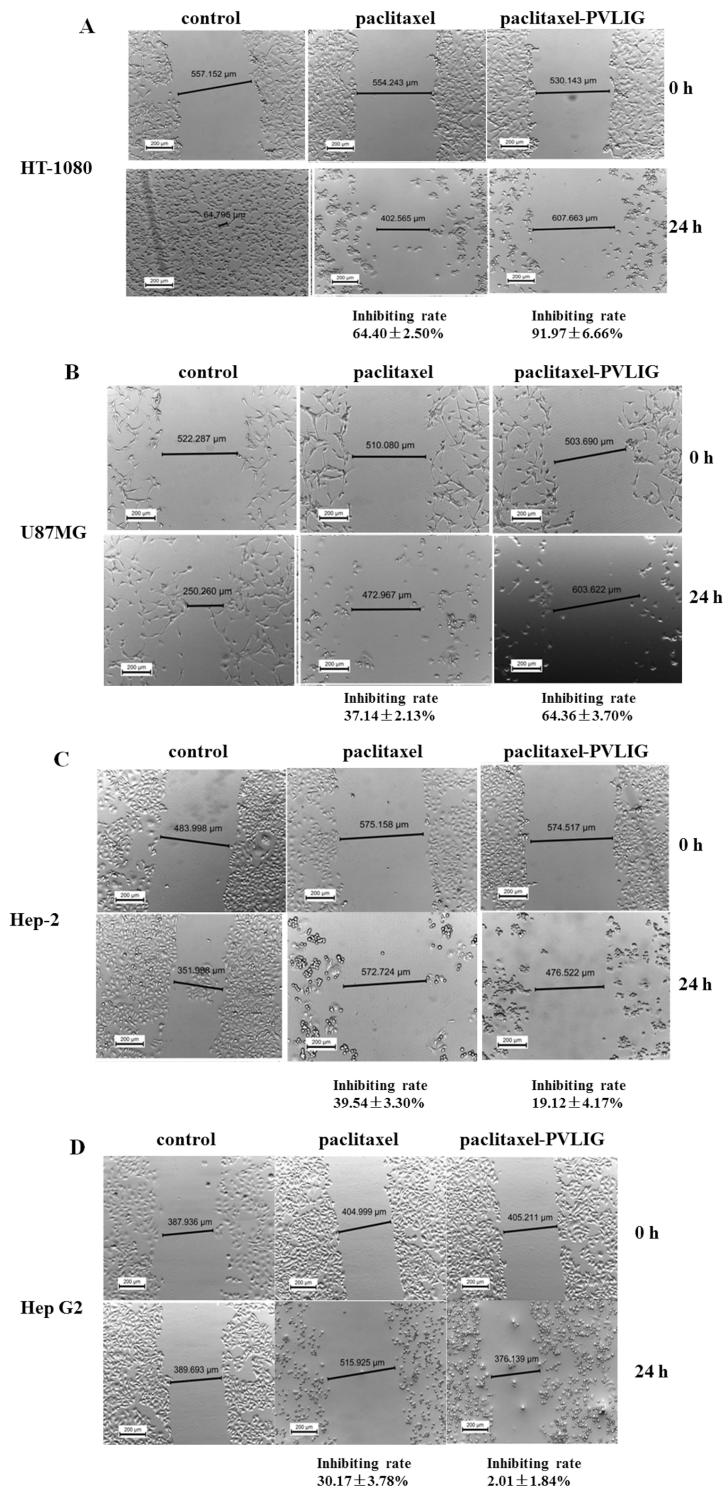 A
control paclitaxel paclitaxel-PVLIG
557.152 µm 554.243 µm 530.143 µm
0 h
200 µm 200 µm 200 µm
HT-1080
64.795 µm 402.565 µm 607.663 µm
24 h
200 µm 200 µm 200 µm
Inhibiting rate Inhibiting rate
64.40±2.50% 91.97±6.66%
B
control paclitaxel paclitaxel-PVLIG
522.287 µm 510.080 µm 503.690 µm
0 h
200 µm 200 µm 200 µm
U87MG
250.260 µm 472.967 µm 603.622 µm
24 h
200 µm 200 µm 200 µm
Inhibiting rate Inhibiting rate
37.14±2.13% 64.36±3.70%
C
control paclitaxel paclitaxel-PVLIG
483.998 µm 575.158 µm 574.517 µm
0 h
200 µm 200 µm 200 µm
Hep-2
351.988 µm 572.724 µm 476.522 µm
24 h
200 µm 200 µm 200 µm
Inhibiting rate Inhibiting rate
39.54±3.30% 19.12±4.17%
D
control paclitaxel paclitaxel-PVLIG
387.936 µm 404.999 µm 405.211 µm
0 h
200 µm 200 µm 200 µm
Hep G2
389.693 µm 515.925 µm 376.139 µm
24 h
200 µm 200 µm 200 µm
Inhibiting rate Inhibiting rate
30.17±3.78% 2.01±1.84%